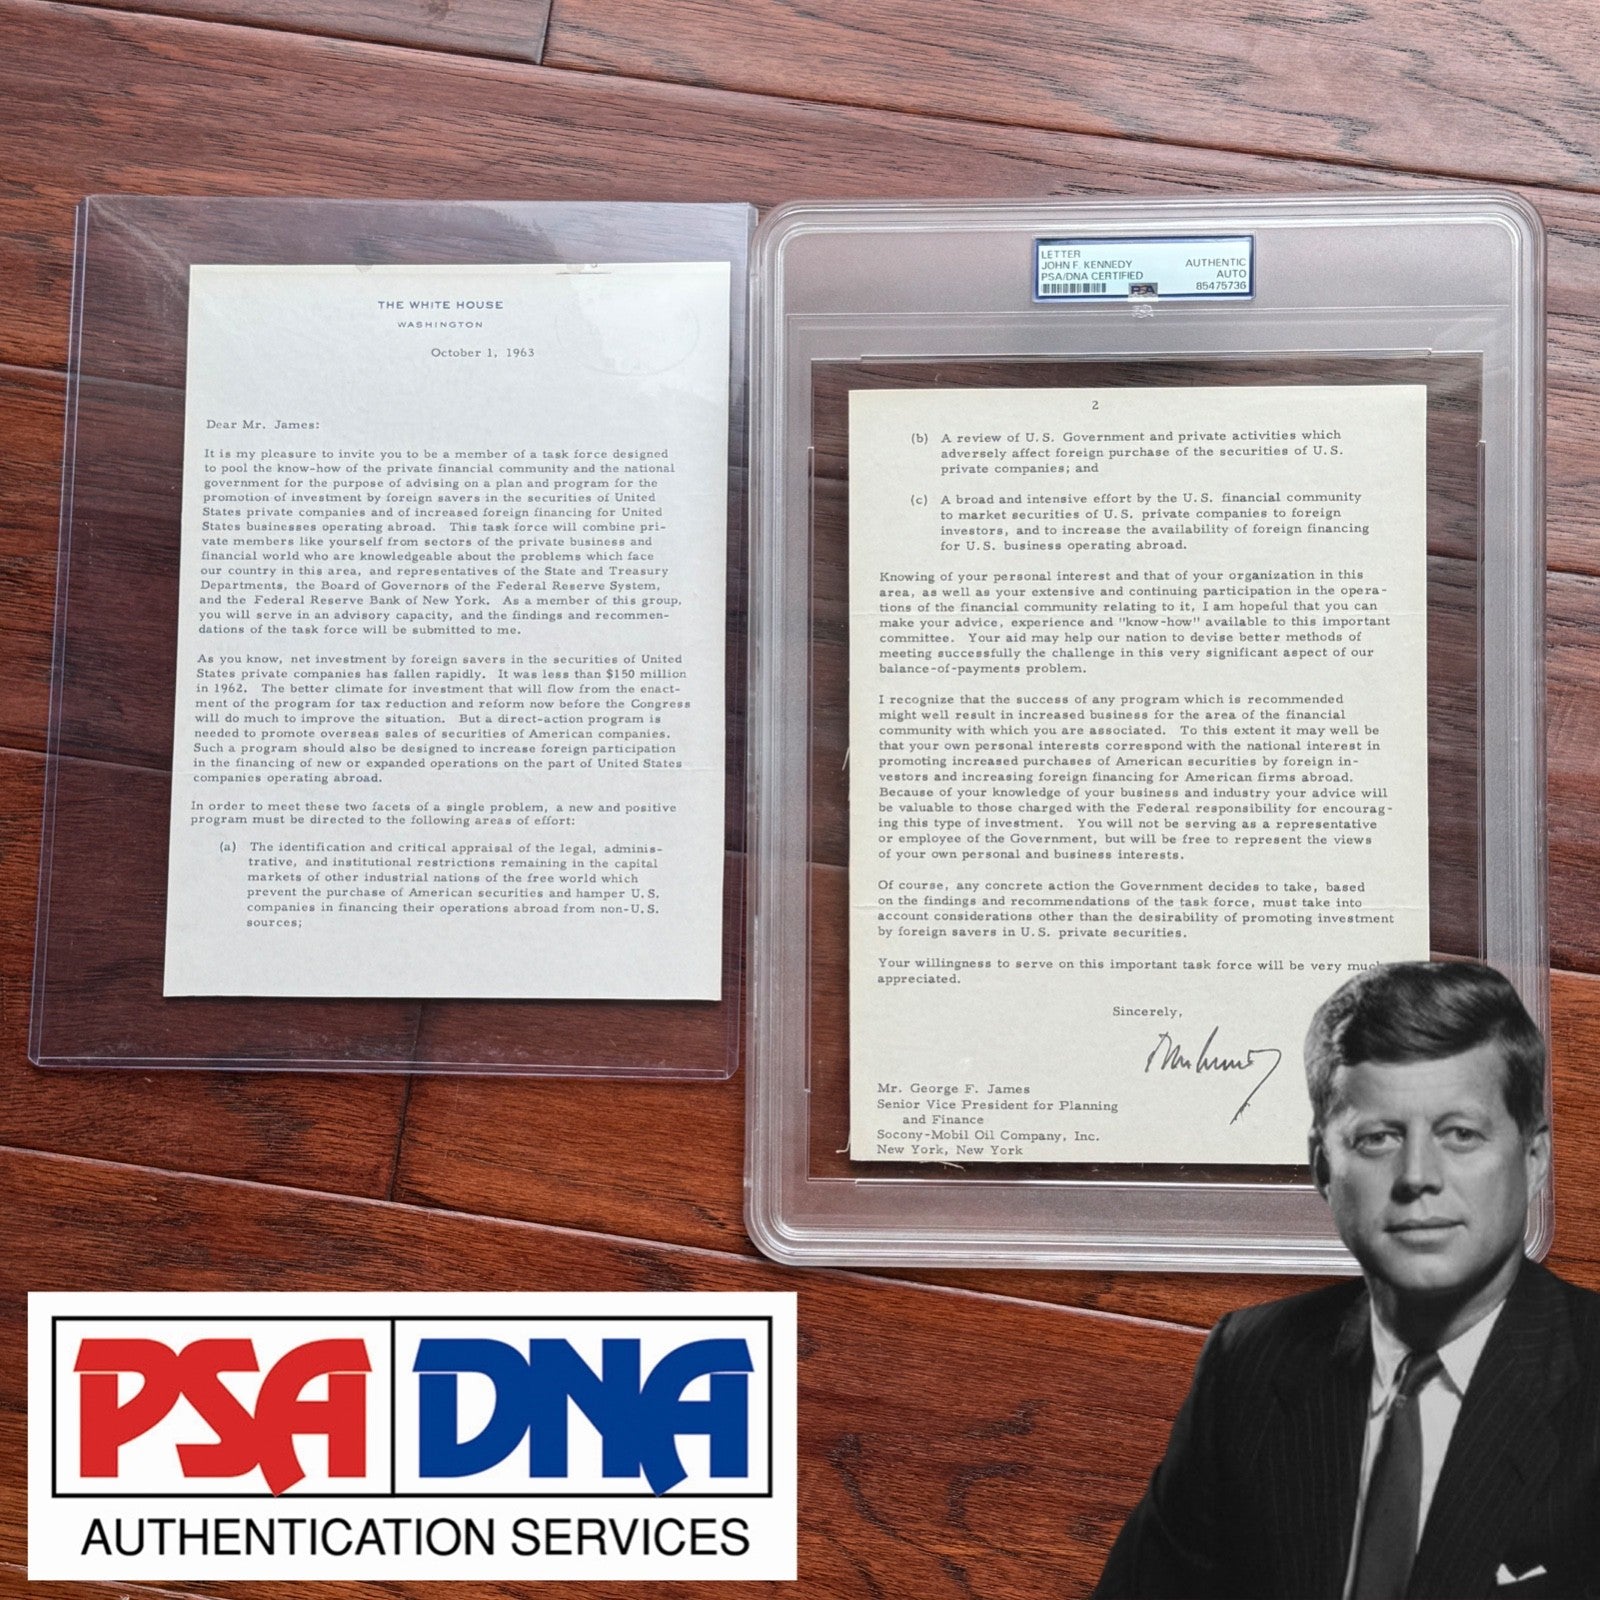 THE WHITE HOUSE
WASHINGTON
October 1, 1963
Dear Mr. James:
It is my pleasure to invite you to be a member of a task force designed
to pool the know-how of the private financial community and the national
government for the purpose of advising on a plan and program for the
promotion of investment by foreign savers in the securities of United
States private companies and of increased foreign financing for United
States businesses operating abroad. This task force will combine pri-
vate members like yourself from sectors of the private business and
financial world who are knowledgeable about the problems which face
our country in this area, and representatives of the State and Treasury
Departments, the Board of Governors of the Federal Reserve System,
and the Federal Reserve Bank of New York. As a member of this group,
you will serve in an advisory capacity, and the findings and recommen-
dations of the task force will be submitted to me.
As you know, net investment by foreign savers in the securities of United
States private companies has fallen rapidly. It was less than $150 million
in 1962. The better climate for investment that will flow from the enact-
ment of the program for tax reduction and reform now before the Congress
will do much to improve the situation. But a direct-action program is
needed to promote overseas sales of securities of American companies.
Such a program should also be designed to increase foreign participation
in the financing of new or expanded operations on the part of United States
companies operating abroad.
In order to meet these two facets of a single problem, a new and positive
program must be directed to the following areas of effort:
(a) The identification and critical appraisal of the legal, adminis-
trative, and institutional restrictions remaining in the capital
markets of other industrial nations of the free world which
prevent the purchase of American securities and hamper U.S.
companies in financing their operations abroad from non-U.S.
sources;
LETTER
JOHN F. KENNEDY AUTHENTIC
PSA/DNA CERTIFIED AUTO
PSA 85475736
2
(b) A review of U.S. Government and private activities which
adversely affect foreign purchase of the securities of U.S.
private companies; and
(c) A broad and intensive effort by the U.S. financial community
to market securities of U.S. private companies to foreign
investors, and to increase the availability of foreign financing
for U.S. business operating abroad.
Knowing of your personal interest and that of your organization in this
area, as well as your extensive and continuing participation in the opera-
tions of the financial community relating to it, I am hopeful that you can
make your advice, experience and "know-how" available to this important
committee. Your aid may help our nation to devise better methods of
meeting successfully the challenge in this very significant aspect of our
balance-of-payments problem.
I recognize that the success of any program which is recommended
might well result in increased business for the area of the financial
community with which you are associated. To this extent it may well be
that your own personal interests correspond with the national interest in
promoting increased purchases of American securities by foreign in-
vestors and increasing foreign financing for American firms abroad.
Because of your knowledge of your business and industry your advice will
be valuable to those charged with the Federal responsibility for encourag-
ing this type of investment. You will not be serving as a representative
or employee of the Government, but will be free to represent the views
of your own personal and business interests.
Of course, any concrete action the Government decides to take, based
on the findings and recommendations of the task force, must take into
account considerations other than the desirability of promoting investment
by foreign savers in U.S. private securities.
Your willingness to serve on this important task force will be very much
appreciated.
Sincerely,
Mr. George F. James
Senior Vice President for Planning
and Finance
Socony-Mobil Oil Company, Inc.
New York, New York
PSA DNA
AUTHENTICATION SERVICES